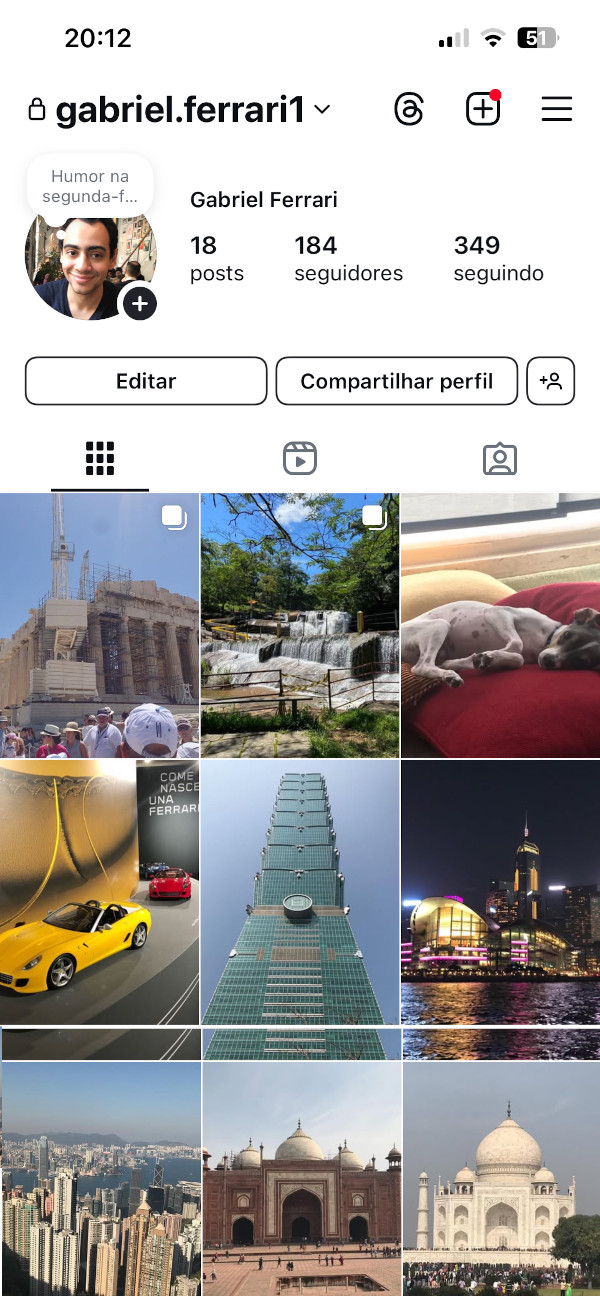 20:12
51
gabriel.ferrari1
Humor na
segunda-f...
Gabriel Ferrari
18 184 349
posts seguidores seguindo
Editar Compartilhar perfil
COME
NASCE
UNA
FERRARI